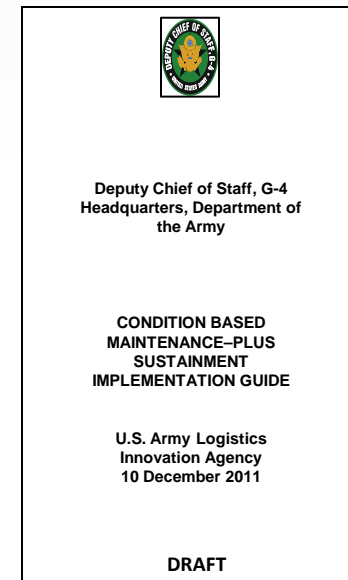 DEPUTY CHIEF OF STAFF, G-4
UNITED STATES ARMY
Deputy Chief of Staff, G-4
Headquarters, Department of
the Army
CONDITION BASED
MAINTENANCE–PLUS
SUSTAINMENT
IMPLEMENTATION GUIDE
U.S. Army Logistics
Innovation Agency
10 December 2011
DRAFT